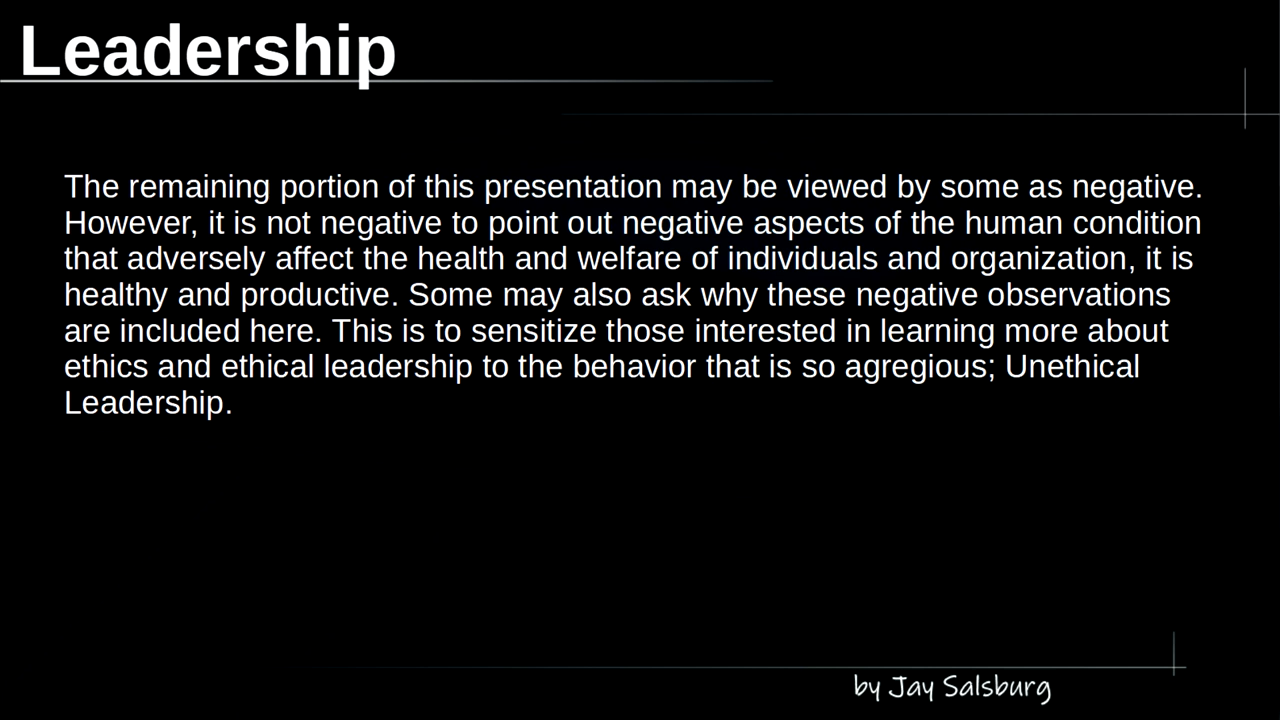 Leadership
The remaining portion of this presentation may be viewed by some as negative.
However, it is not negative to point out negative aspects of the human condition
that adversely affect the health and welfare of individuals and organization, it is
healthy and productive. Some may also ask why these negative observations
are included here. This is to sensitize those interested in learning more about
ethics and ethical leadership to the behavior that is so agregious; Unethical
Leadership.
by Jay Salsburg